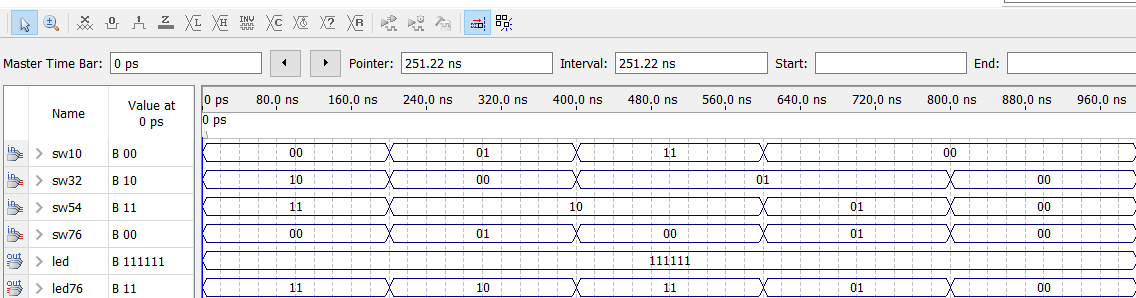 Master Time Bar: 0 ps Pointer: 251.22 ns Interval: 251.22 ns Start: End:
Name Value at 0 ps 0 ps 80.0 ns 160.0 ns 240.0 ns 320.0 ns 400.0 ns 480.0 ns 560.0 ns 640.0 ns 720.0 ns 800.0 ns 880.0 ns 960.0 ns
0 ps
in sw10 B 00 00 01 11 00
in sw32 B 10 10 00 01 00
in sw54 B 11 11 10 01 00
in sw76 B 00 00 01 00 01 00
out led B 111111 111111
out led76 B 11 11 10 11 01 00